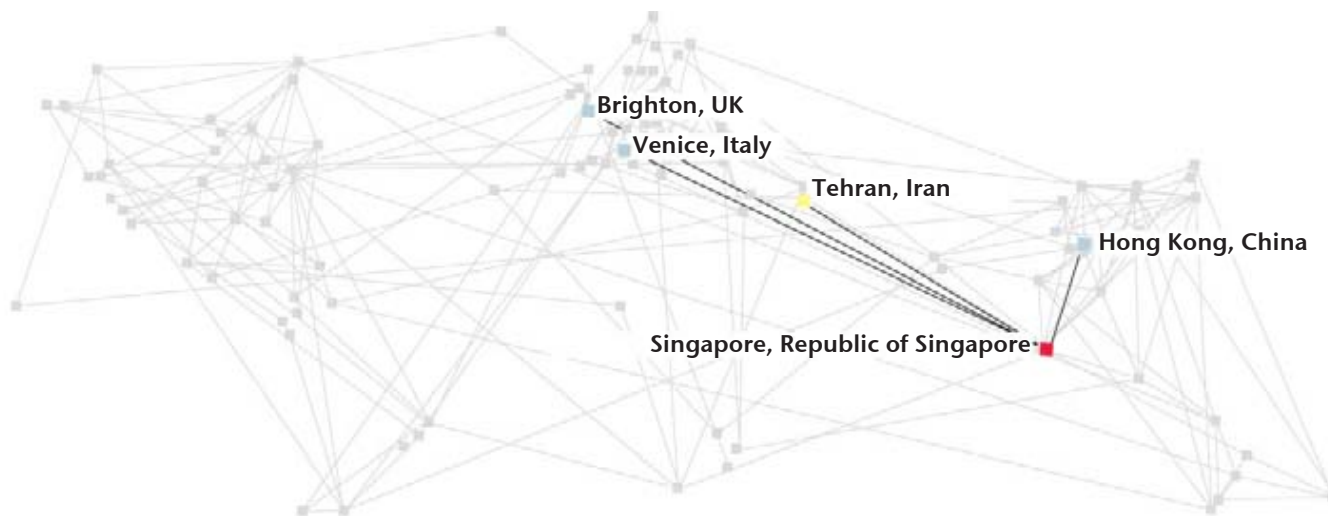 Brighton, UK
Venice, Italy
Tehran, Iran
Hong Kong, China
Singapore, Republic of Singapore